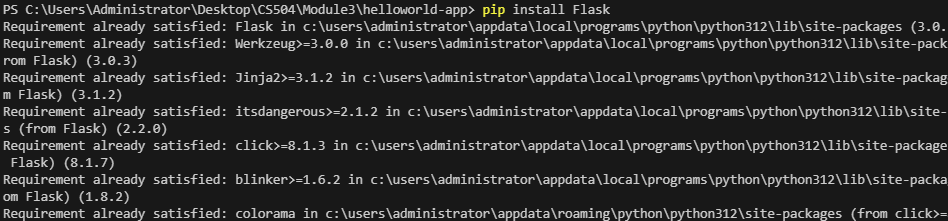 PS C:\Users\Administrator\Desktop\CS504\Module3\helloworld-app> pip install Flask
Requirement already satisfied: Flask in c:\users\administrator\appdata\local\programs\python\python312\lib\site-packages (3.0.
Requirement already satisfied: Werkzeug>=3.0.0 in c:\users\administrator\appdata\local\programs\python\python312\lib\site-pack
rom Flask) (3.0.3)
Requirement already satisfied: Jinja2>=3.1.2 in c:\users\administrator\appdata\local\programs\python\python312\lib\site-packag
m Flask) (3.1.2)
Requirement already satisfied: itsdangerous>=2.1.2 in c:\users\administrator\appdata\local\programs\python\python312\lib\site-
s (from Flask) (2.2.0)
Requirement already satisfied: click>=8.1.3 in c:\users\administrator\appdata\local\programs\python\python312\lib\site-package
Flask) (8.1.7)
Requirement already satisfied: blinker>=1.6.2 in c:\users\administrator\appdata\local\programs\python\python312\lib\site-packa
om Flask) (1.8.2)
Requirement already satisfied: colorama in c:\users\administrator\appdata\roaming\python\python312\site-packages (from click>=